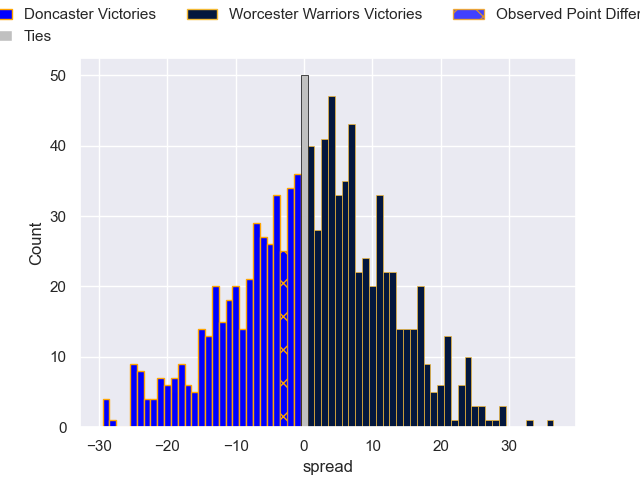 Doncaster Victories Worcester Warriors Victories Observed Point Differ
Ties
50
40
30
20
10
0
Count
−30 −20 −10 0 10 20 30
spread